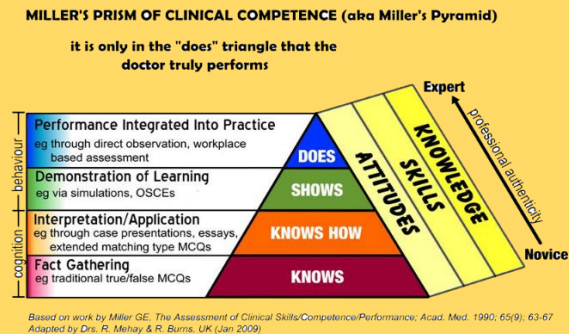 MILLER'S PRISM OF CLINICAL COMPETENCE (aka Miller's Pyramid)
it is only in the "does" triangle that the
doctor truly performs
Expert
professional authenticity
Novice
behaviour
cognition
Performance Integrated Into Practice
eg through direct observation, workplace
based assessment
DOES
Demonstration of Learning
eg via simulations, OSCEs
SHOWS
Interpretation/Application
eg through case presentations, essays,
extended matching type MCQs
KNOWS HOW
Fact Gathering
eg traditional true/false MCQs
KNOWS
ATTITUDES
SKILLS
KNOWLEDGE
Based on work by Miller GE, The Assessment of Clinical Skills/Competence/Performance; Acad. Med. 1990; 65(9); 63-67
Adapted by Drs. R. Mehay & R. Burns, UK (Jan 2009)